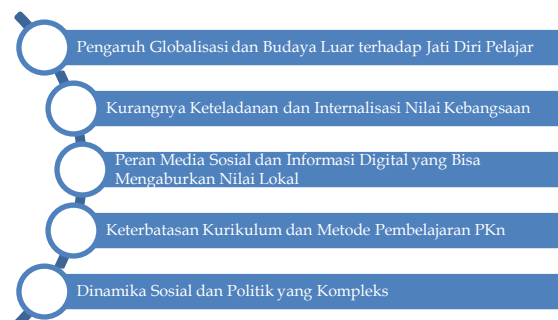 Pengaruh Globalisasi dan Budaya Luar terhadap Jati Diri Pelajar
Kurangnya Keteladanan dan Internalisasi Nilai Kebangsaan
Peran Media Sosial dan Informasi Digital yang Bisa
Mengaburkan Nilai Lokal
Keterbatasan Kurikulum dan Metode Pembelajaran PKn
Dinamika Sosial dan Politik yang Kompleks